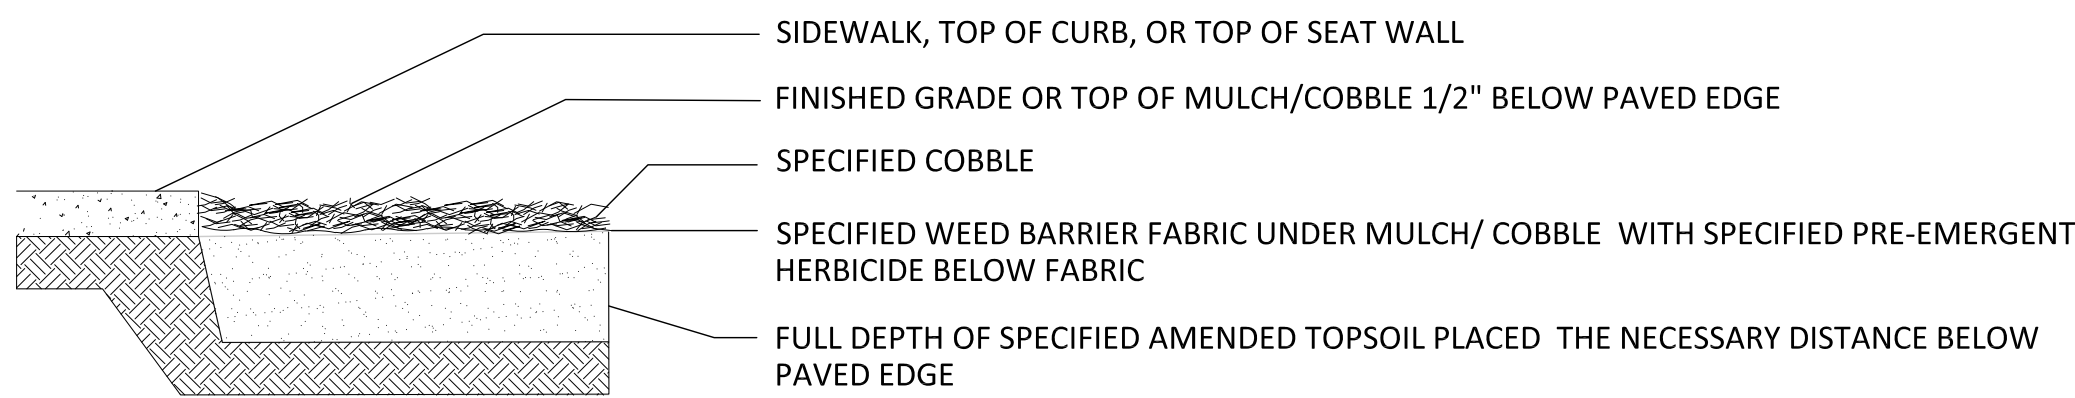 SIDEWALK, TOP OF CURB, OR TOP OF SEAT WALL
FINISHED GRADE OR TOP OF MULCH/COBBLE 1/2" BELOW PAVED EDGE
SPECIFIED COBBLE
SPECIFIED WEED BARRIER FABRIC UNDER MULCH/ COBBLE  WITH SPECIFIED PRE-EMERGENT
HERBICIDE BELOW FABRIC
FULL DEPTH OF SPECIFIED AMENDED TOPSOIL PLACED  THE NECESSARY DISTANCE BELOW
PAVED EDGE